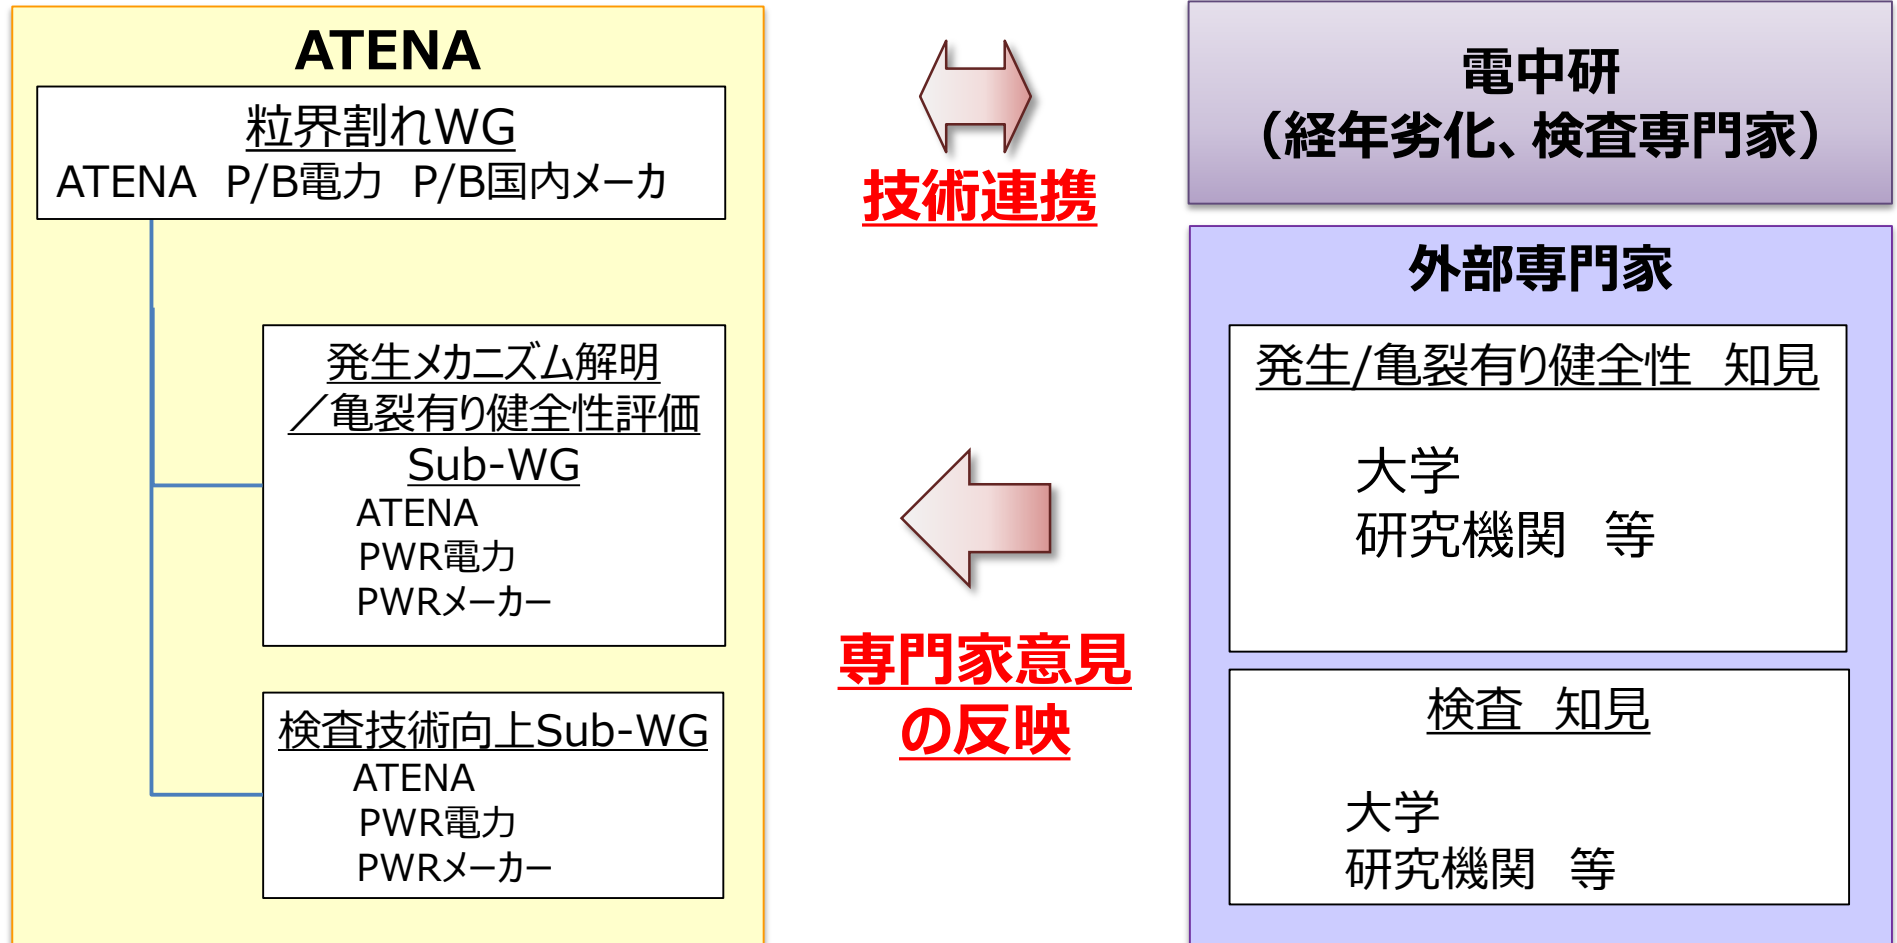 ATENA
粒界割れWG
ATENA　P/B電力　P/B国内メーカ
発生メカニズム解明
／亀裂有り健全性評価
Sub-WG
ATENA
PWR電力
PWRメーカー
検査技術向上Sub-WG
ATENA
PWR電力
PWRメーカー
技術連携
専門家意見
の反映
電中研
（経年劣化、検査専門家）
外部専門家
発生/亀裂有り健全性　知見
大学
研究機関　等
検査　知見
大学
研究機関　等